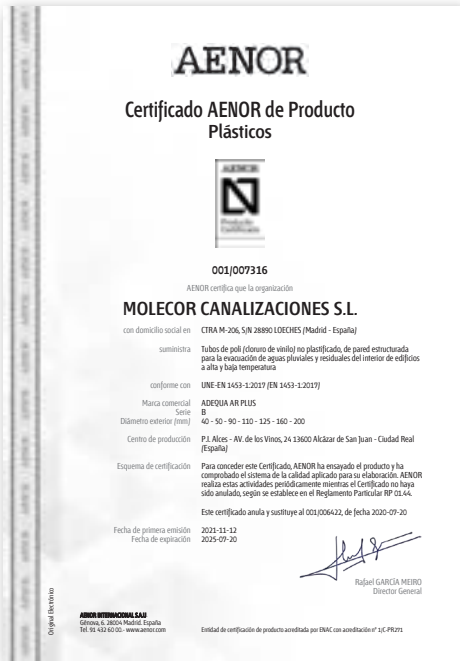 AENOR
Certificado AENOR de Producto
Plásticos
AENOR
N
Producto
Certificado
001/007316
AENOR certifica que la organización
MOLECOR CANALIZACIONES S.L.
con domicilio social en CTRA M-206, S/N 28890 LOECHES (Madrid - España)
suministra Tubos de poli (cloruro de vinilo) no plastificado, de pared estructurada
para la evacuación de aguas pluviales y residuales del interior de edificios
a alta y baja temperatura
conforme con UNE-EN 1453-1:2017 (EN 1453-1:2017)
Marca comercial ADEQUA AR PLUS
Serie B
Diámetro exterior (mm) 40 - 50 - 90 - 110 - 125 - 160 - 200
Centro de producción P.I. Alces - AV. de los Vinos, 24 13600 Alcázar de San Juan - Ciudad Real
(España)
Esquema de certificación Para conceder este Certificado, AENOR ha ensayado el producto y ha
comprobado el sistema de la calidad aplicado para su elaboración. AENOR
realiza estas actividades periódicamente mientras el Certificado no haya
sido anulado, según se establece en el Reglamento Particular RP 01.44.
Este certificado anula y sustituye al 001/006422, de fecha 2020-07-20
Fecha de primera emisión 2021-11-12
Fecha de expiración 2025-07-20
Rafael GARCÍA MEIRO
Director General
Original Electrónico
AENOR INTERNACIONAL S.A.U.
Génova, 6. 28004 Madrid. España
Tel. 91 432 60 00.- www.aenor.com
Entidad de certificación de producto acreditada por ENAC con acreditación nº 1/C-PR271